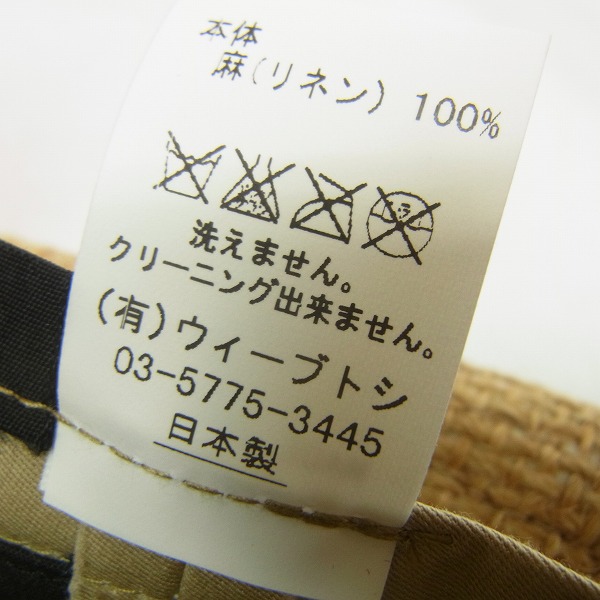 本体
麻(リネン) 100%
洗えません。
クリーニング出来ません。
(有)ウィーブトシ
03-5775-3445
日本製